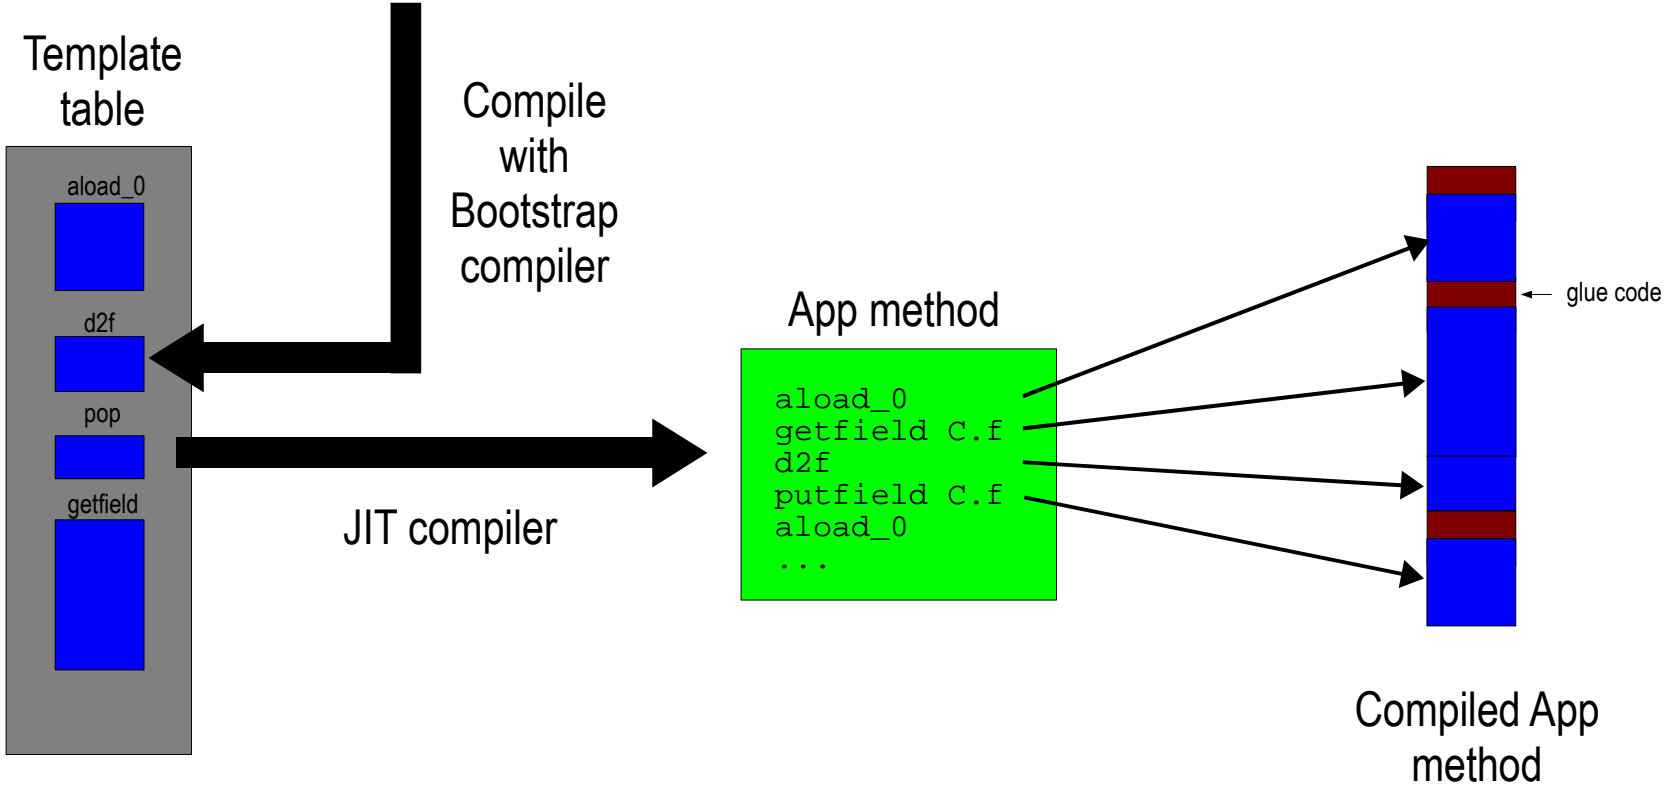 Template
table
aload_0
d2f
pop
getfield
Compile
with
Bootstrap
compiler
JIT compiler
App method
aload_0
getfield C.f
d2f
putfield C.f
aload_0
...
glue code
Compiled App
method